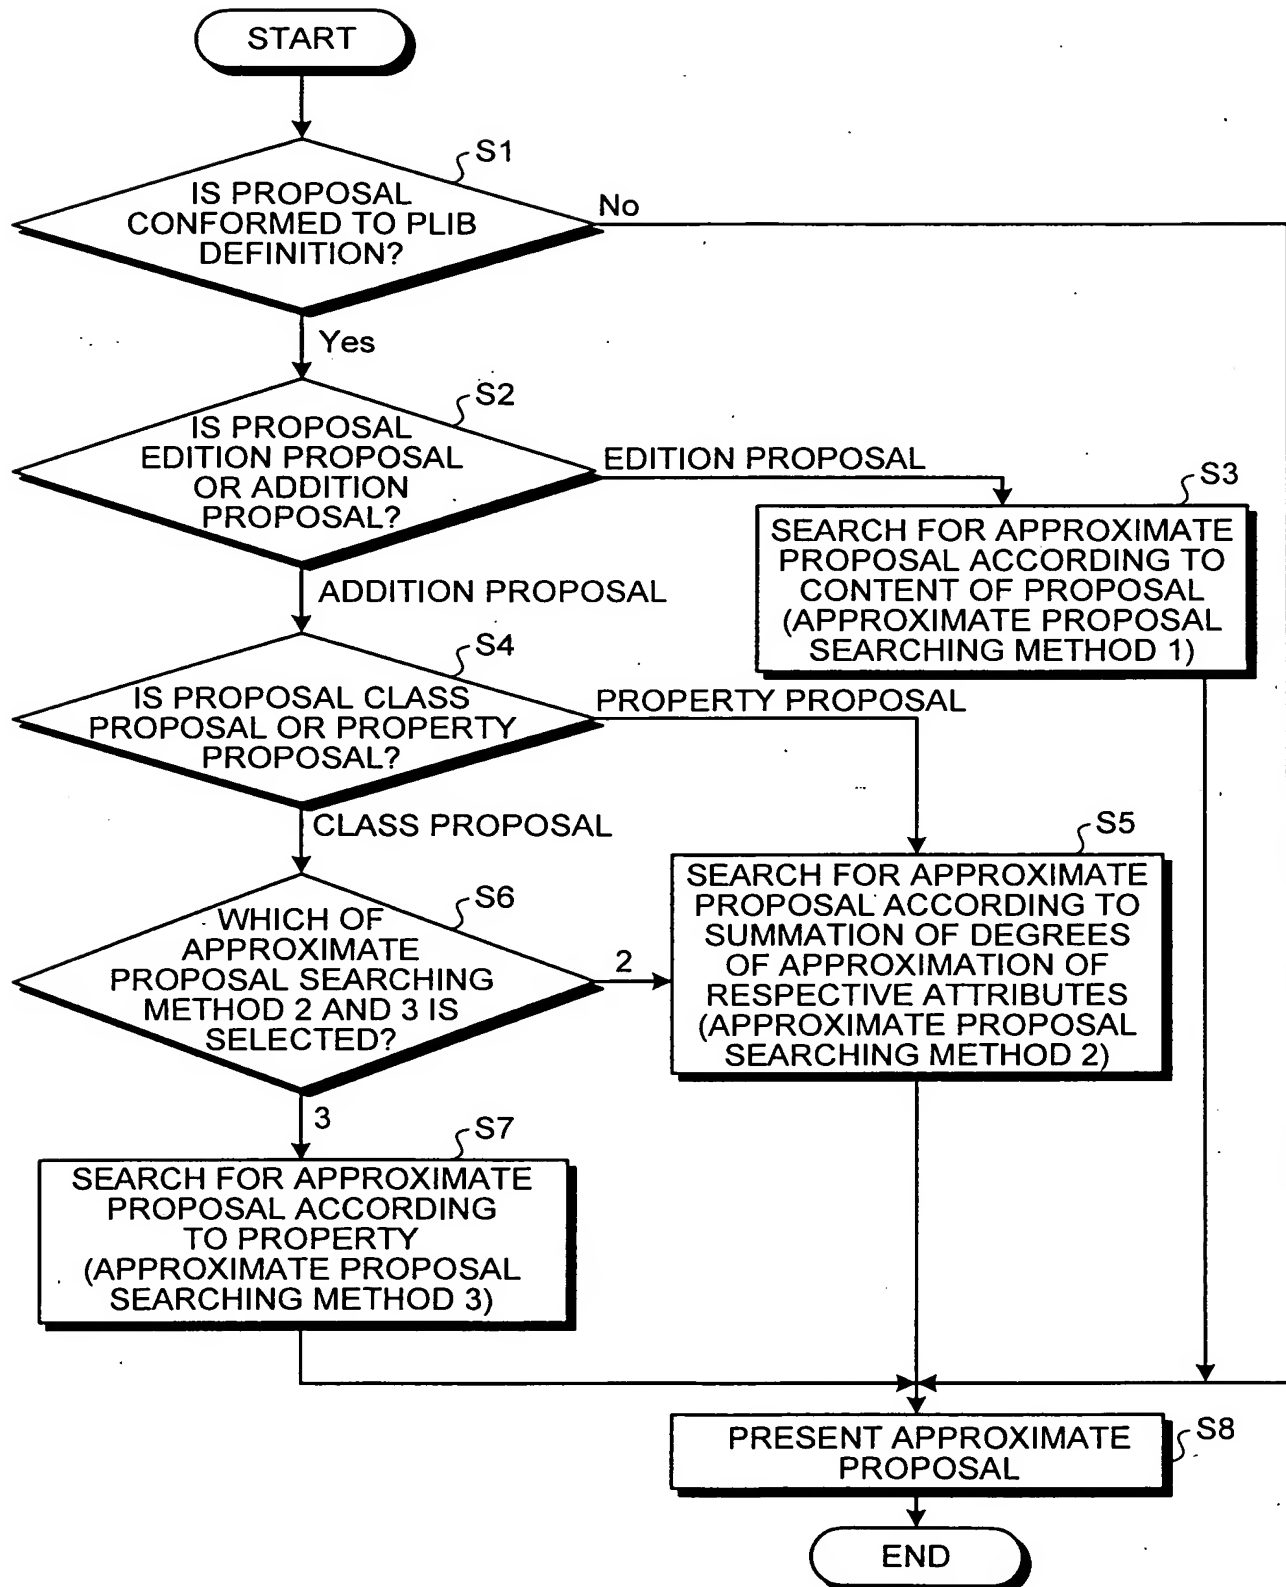 START
S1
IS PROPOSAL
CONFORMED TO PLIB
DEFINITION?
No
Yes
S2
IS PROPOSAL
EDITION PROPOSAL
OR ADDITION
PROPOSAL?
EDITION PROPOSAL
S3
SEARCH FOR APPROXIMATE
PROPOSAL ACCORDING TO
CONTENT OF PROPOSAL
(APPROXIMATE PROPOSAL
SEARCHING METHOD 1)
ADDITION PROPOSAL
S4
IS PROPOSAL CLASS
PROPOSAL OR PROPERTY
PROPOSAL?
PROPERTY PROPOSAL
CLASS PROPOSAL
S5
SEARCH FOR APPROXIMATE
PROPOSAL ACCORDING TO
SUMMATION OF DEGREES
OF APPROXIMATION OF
RESPECTIVE ATTRIBUTES
(APPROXIMATE PROPOSAL
SEARCHING METHOD 2)
S6
WHICH OF
APPROXIMATE
PROPOSAL SEARCHING
METHOD 2 AND 3 IS
SELECTED?
2
3
S7
SEARCH FOR APPROXIMATE
PROPOSAL ACCORDING
TO PROPERTY
(APPROXIMATE PROPOSAL
SEARCHING METHOD 3)
PRESENT APPROXIMATE
PROPOSAL
S8
END